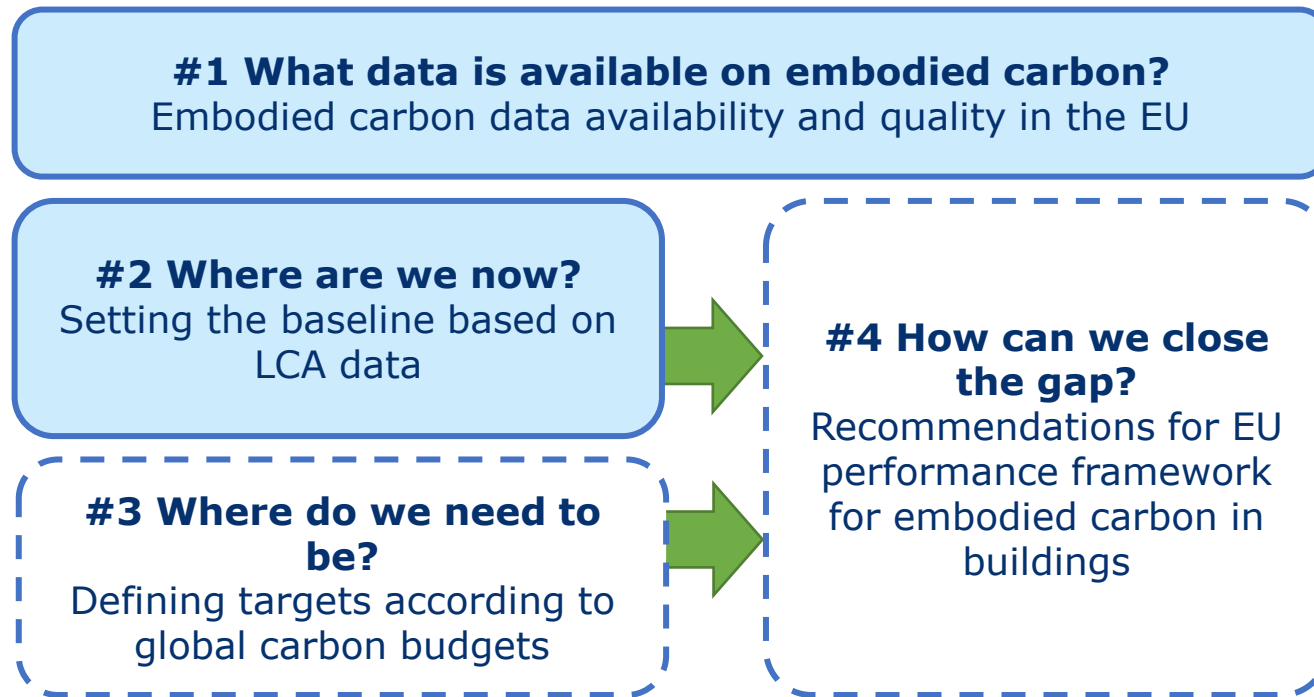 #1 What data is available on embodied carbon?
Embodied carbon data availability and quality in the EU
#2 Where are we now?
Setting the baseline based on
LCA data
#3 Where do we need to
be?
Defining targets according to
global carbon budgets
#4 How can we close
the gap?
Recommendations for EU
performance framework
for embodied carbon in
buildings